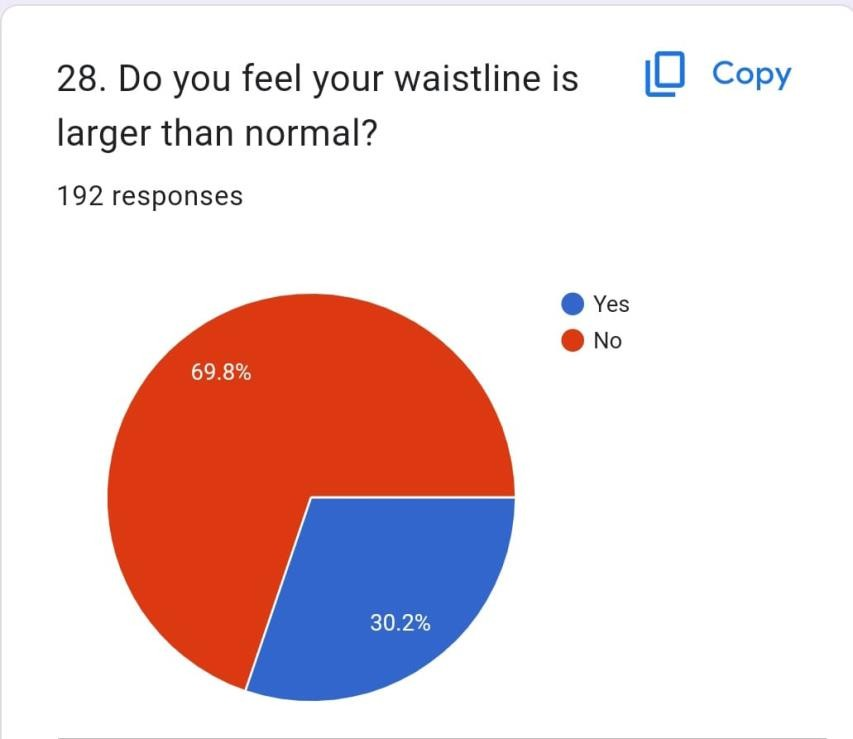 28. Do you feel your waistline is
larger than normal?
Copy
192 responses
Yes
No
69.8%
30.2%